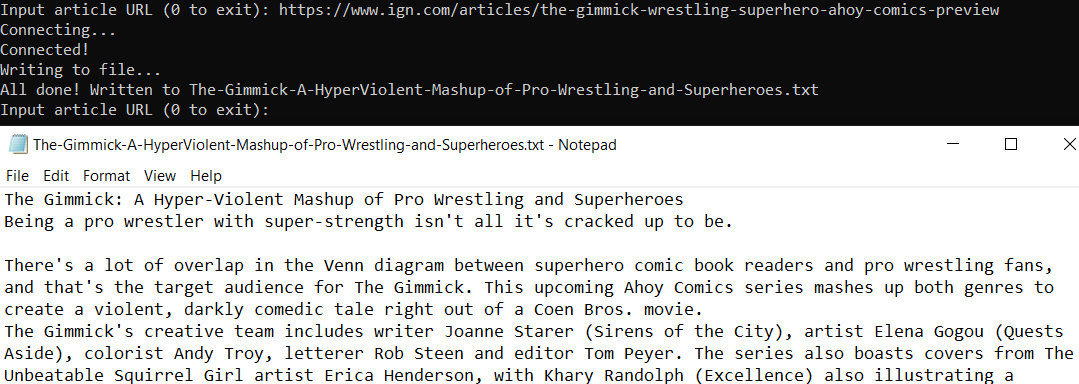 Input article URL (0 to exit): https://www.ign.com/articles/the-gimmick-wrestling-superhero-ahoy-comics-preview
Connecting...
Connected!
Writing to file...
All done! Written to The-Gimmick-A-HyperViolent-Mashup-of-Pro-Wrestling-and-Superheroes.txt
Input article URL (0 to exit):
The-Gimmick-A-HyperViolent-Mashup-of-Pro-Wrestling-and-Superheroes.txt - Notepad
File Edit Format View Help
The Gimmick: A Hyper-Violent Mashup of Pro Wrestling and Superheroes
Being a pro wrestler with super-strength isn't all it's cracked up to be.
There's a lot of overlap in the Venn diagram between superhero comic book readers and pro wrestling fans,
and that's the target audience for The Gimmick. This upcoming Ahoy Comics series mashes up both genres to
create a violent, darkly comedic tale right out of a Coen Bros. movie.
The Gimmick's creative team includes writer Joanne Starer (Sirens of the City), artist Elena Gogou (Quests
Aside), colorist Andy Troy, letterer Rob Steen and editor Tom Peyer. The series also boasts covers from The
Unbeatable Squirrel Girl artist Erica Henderson, with Khary Randolph (Excellence) also illustrating a